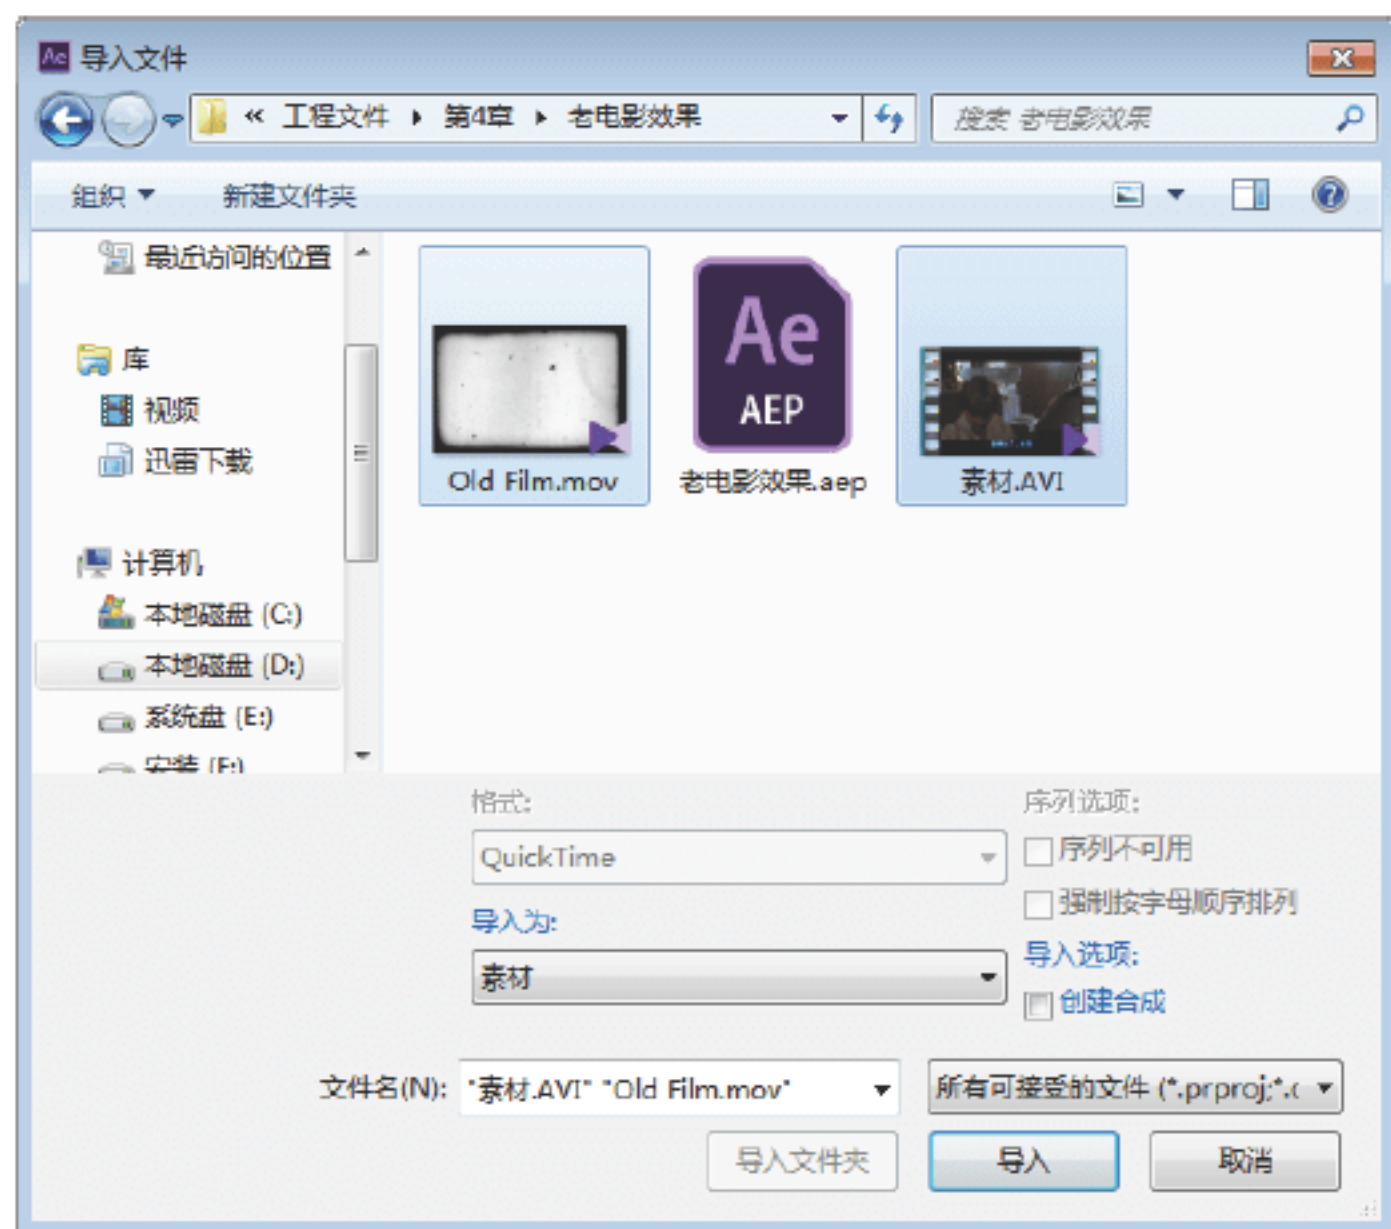 Ae 导入文件
« 工程文件 ▸ 第4章 ▸ 老电影效果
搜索 老电影效果
组织 新建文件夹
最近访问的位置
库
视频
迅雷下载
计算机
本地磁盘 (C:)
本地磁盘 (D:)
系统盘 (E:)
安装 (F:)
Ae
AEP
Old Film.mov
老电影效果.aep
素材.AVI
格式:
QuickTime
导入为:
素材
序列选项:
序列不可用
强制按字母顺序排列
导入选项:
创建合成
文件名(N): "素材.AVI" "Old Film.mov"
所有可接受的文件 (*.prproj;*.c
导入文件夹 导入 取消